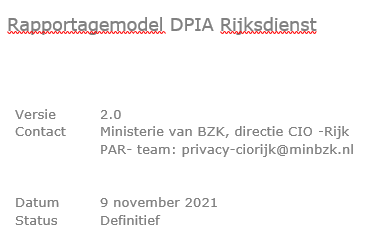 Rapportagemodel DPIA Rijksdienst
Versie 2.0
Contact Ministerie van BZK, directie CIO -Rijk
PAR- team: privacy-ciorijk@minbzk.nl
Datum 9 november 2021
Status Definitief